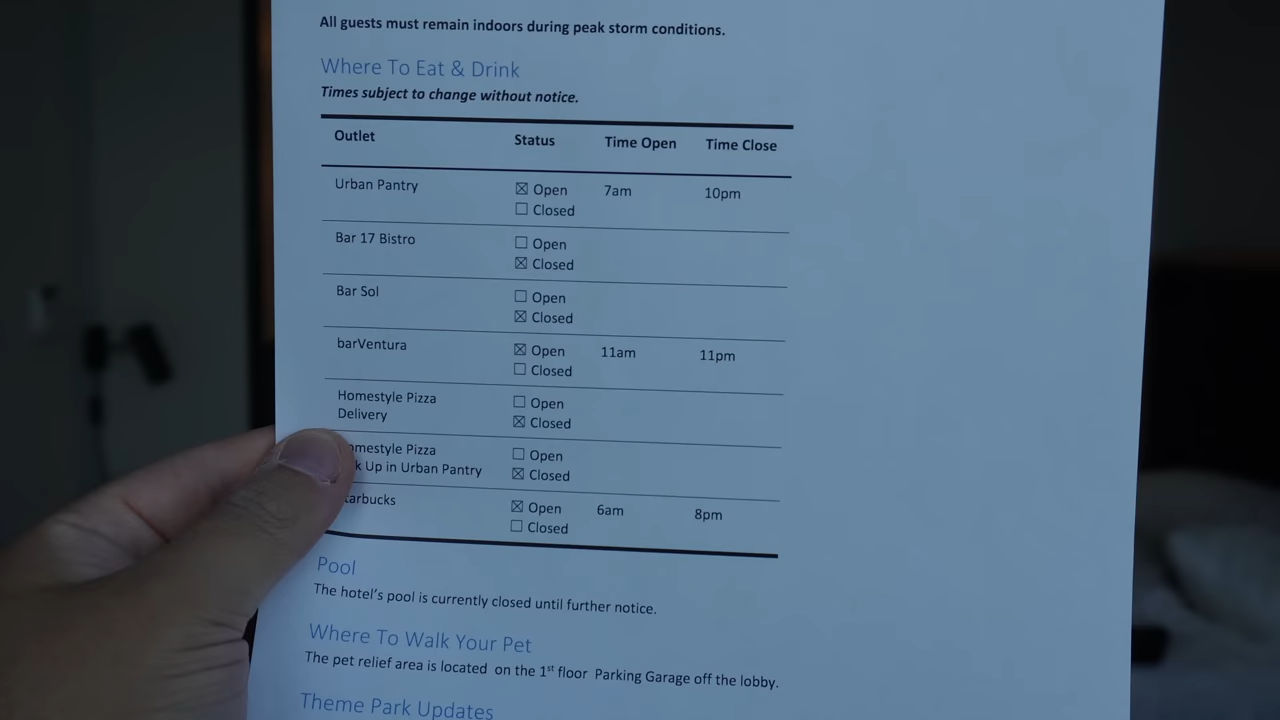 All guests must remain indoors during peak storm conditions.
Where To Eat & Drink
Times subject to change without notice.
Outlet Status Time Open Time Close
Urban Pantry ☒ Open 7am 10pm
☐ Closed
Bar 17 Bistro ☐ Open
☒ Closed
Bar Sol ☐ Open
☒ Closed
barVentura ☒ Open 11am 11pm
☐ Closed
Homestyle Pizza ☐ Open
Delivery ☒ Closed
omestyle Pizza ☐ Open
k Up in Urban Pantry ☒ Closed
tarbucks ☒ Open 6am 8pm
☐ Closed
Pool
The hotel's pool is currently closed until further notice.
Where To Walk Your Pet
The pet relief area is located on the 1st floor Parking Garage off the lobby.
Theme Park Updates